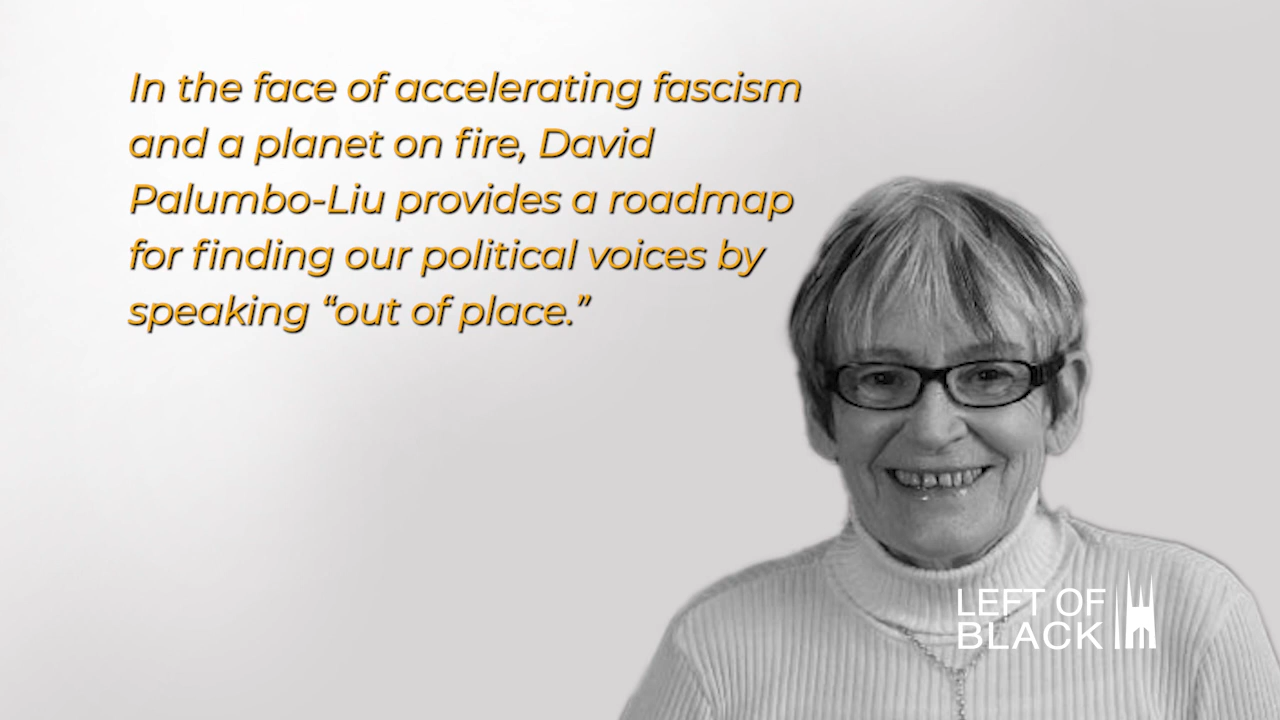 In the face of accelerating fascism
and a planet on fire, David
Palumbo-Liu provides a roadmap
for finding our political voices by
speaking “out of place.”
LEFT OF
BLACK